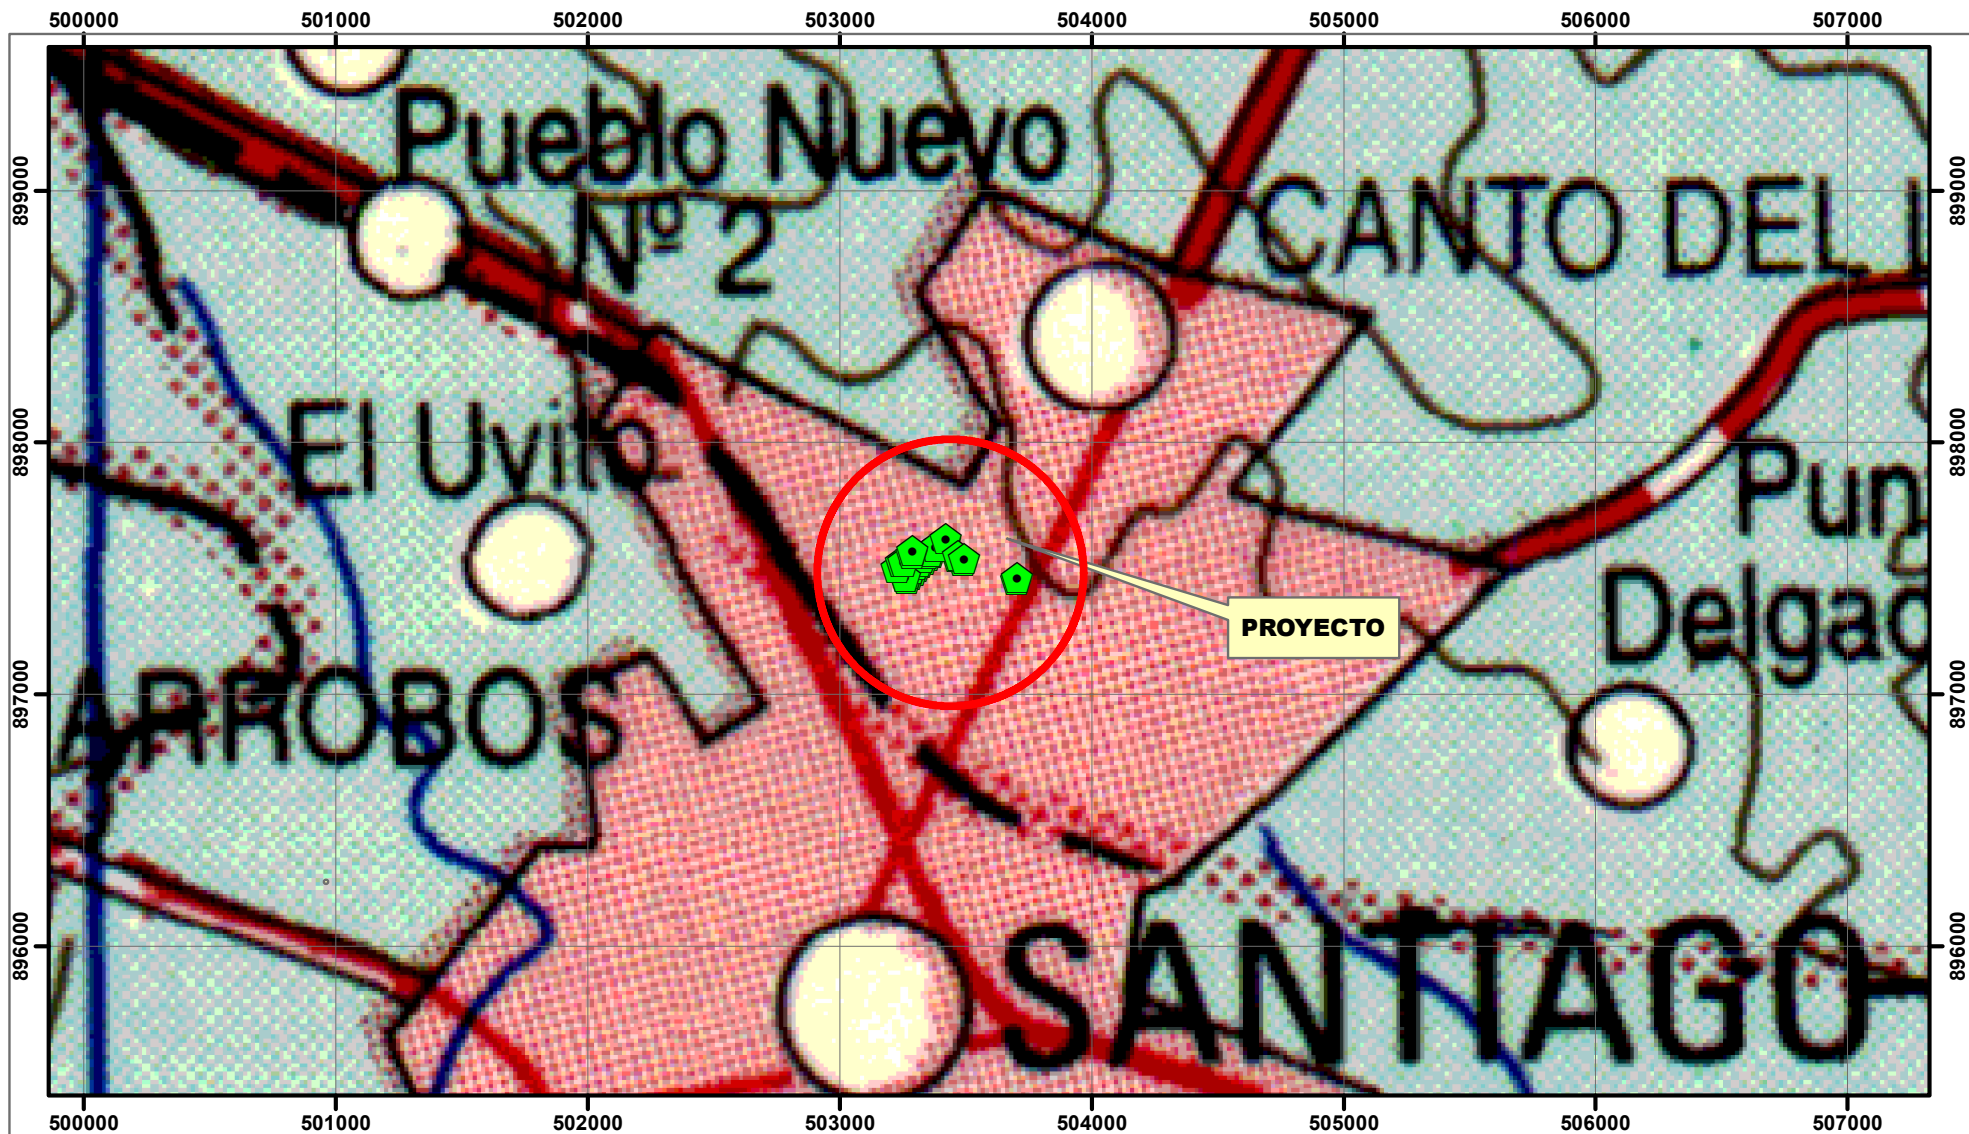 500000 501000 502000 503000 504000 505000 506000 507000
899000 899000
898000 898000
897000 897000
896000 896000
Pueblo Nuevo
Nº 2
CANTO DEL
El Uvito
Pun
Delgad
PROYECTO
ARROBOS
SANTIAGO
500000 501000 502000 503000 504000 505000 506000 507000